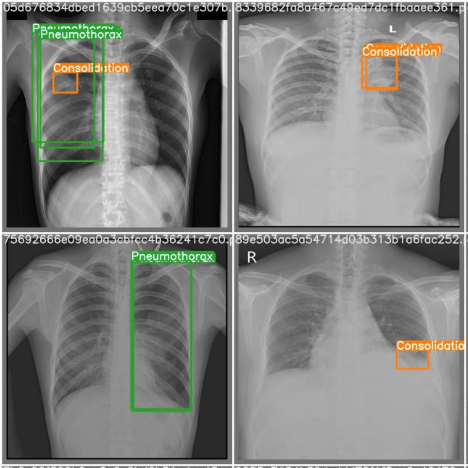 05d676834dbed1639cb5eea70c1e307b.
8339682fa8a467c49ed7dc1fbaaee361.p
Pneumothorax
Pneumothorax
Consolidation
L
Consolidation
75692666e09ea0a3cbfcc4b36241c7c0.p
89e503ac5a54714d03b313b1a6fac252.
Pneumothorax
R
Consolidatio